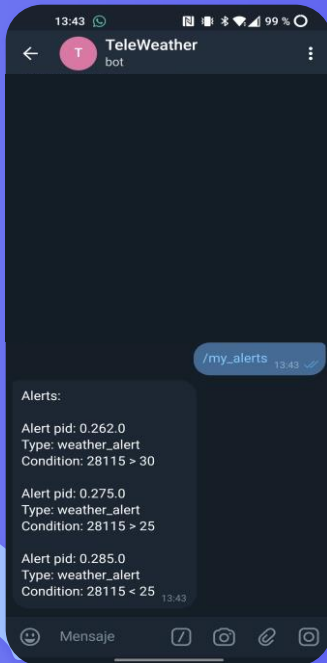 13:43 99 %
T TeleWeather
bot
/my_alerts 13:43
Alerts:
Alert pid: 0.262.0
Type: weather_alert
Condition: 28115 > 30
Alert pid: 0.275.0
Type: weather_alert
Condition: 28115 > 25
Alert pid: 0.285.0
Type: weather_alert
Condition: 28115 < 25 13:43
Mensaje